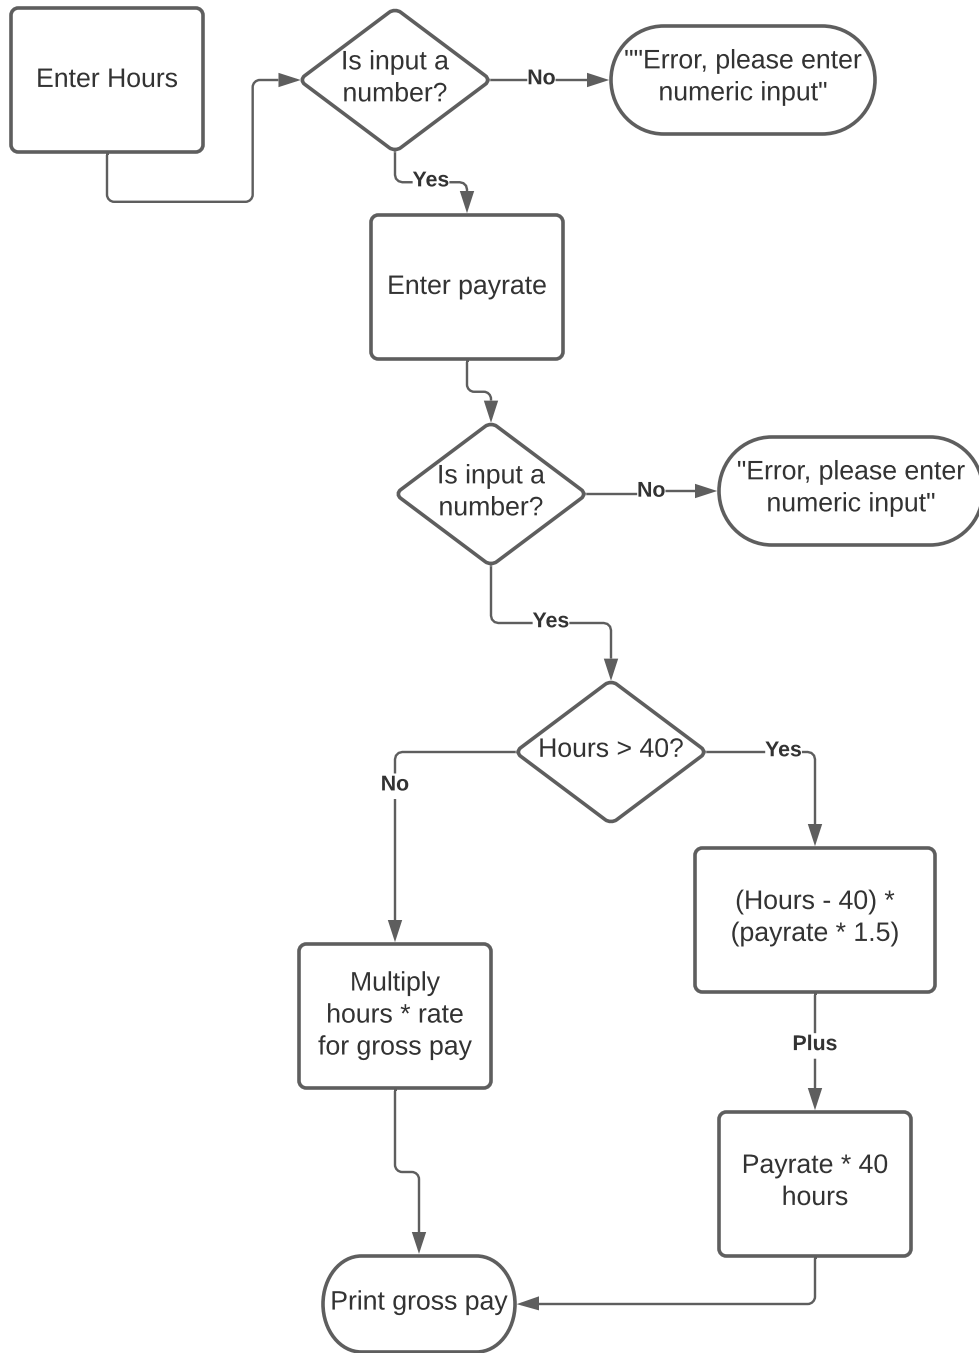 Enter Hours
Is input a
number?
No
""Error, please enter
numeric input"
Yes
Enter payrate
Is input a
number?
No
"Error, please enter
numeric input"
Yes
Hours > 40?
Yes
No
(Hours - 40) *
(payrate * 1.5)
Multiply
hours * rate
for gross pay
Plus
Payrate * 40
hours
Print gross pay